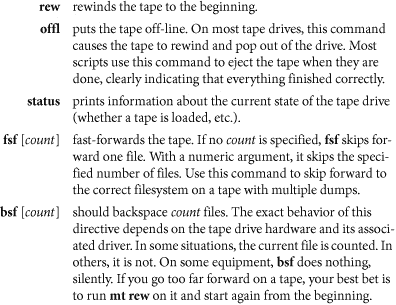 rew rewinds the tape to the beginning.
offl puts the tape off-line. On most tape drives, this command
causes the tape to rewind and pop out of the drive. Most
scripts use this command to eject the tape when they are
done, clearly indicating that everything finished correctly.
status prints information about the current state of the tape drive
(whether a tape is loaded, etc.).
fsf [count] fast-forwards the tape. If no count is specified, fsf skips for-
ward one file. With a numeric argument, it skips the speci-
fied number of files. Use this command to skip forward to
the correct filesystem on a tape with multiple dumps.
bsf [count] should backspace count files. The exact behavior of this
directive depends on the tape drive hardware and its associ-
ated driver. In some situations, the current file is counted. In
others, it is not. On some equipment, bsf does nothing,
silently. If you go too far forward on a tape, your best bet is
to run mt rew on it and start again from the beginning.